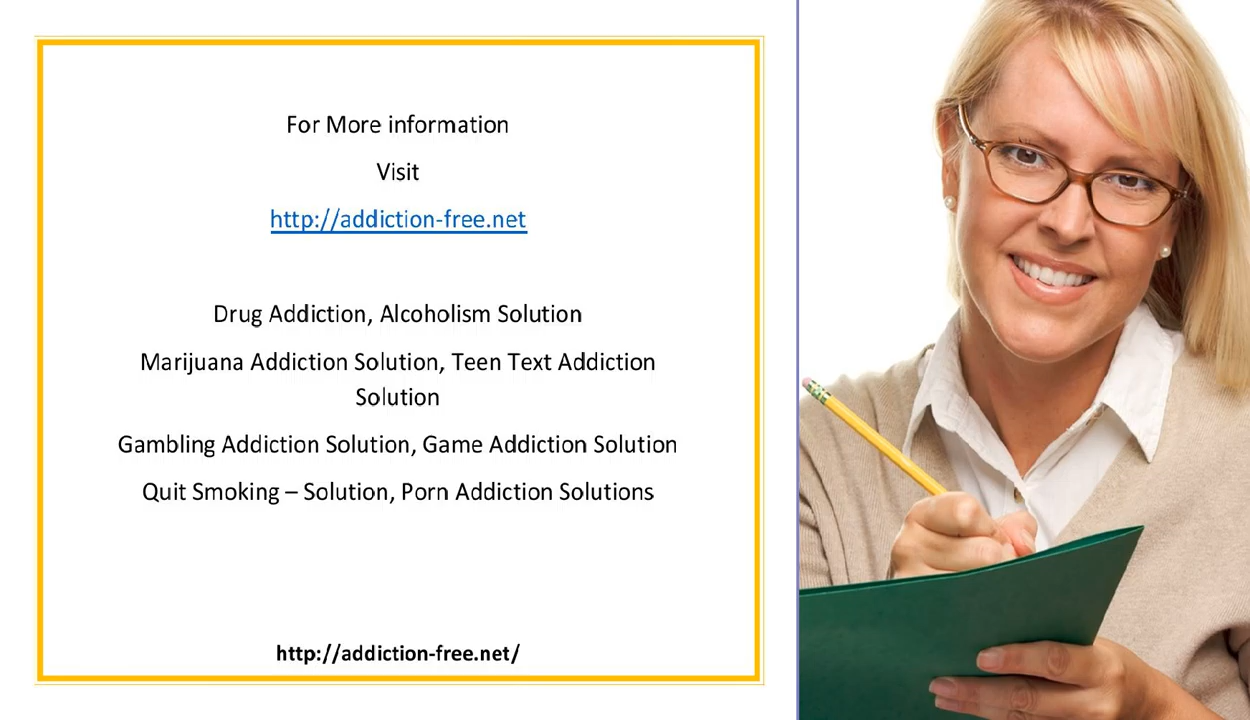 For More information
Visit
http://addiction-free.net
Drug Addiction, Alcoholism Solution
Marijuana Addiction Solution, Teen Text Addiction
Solution
Gambling Addiction Solution, Game Addiction Solution
Quit Smoking – Solution, Porn Addiction Solutions
http://addiction-free.net/